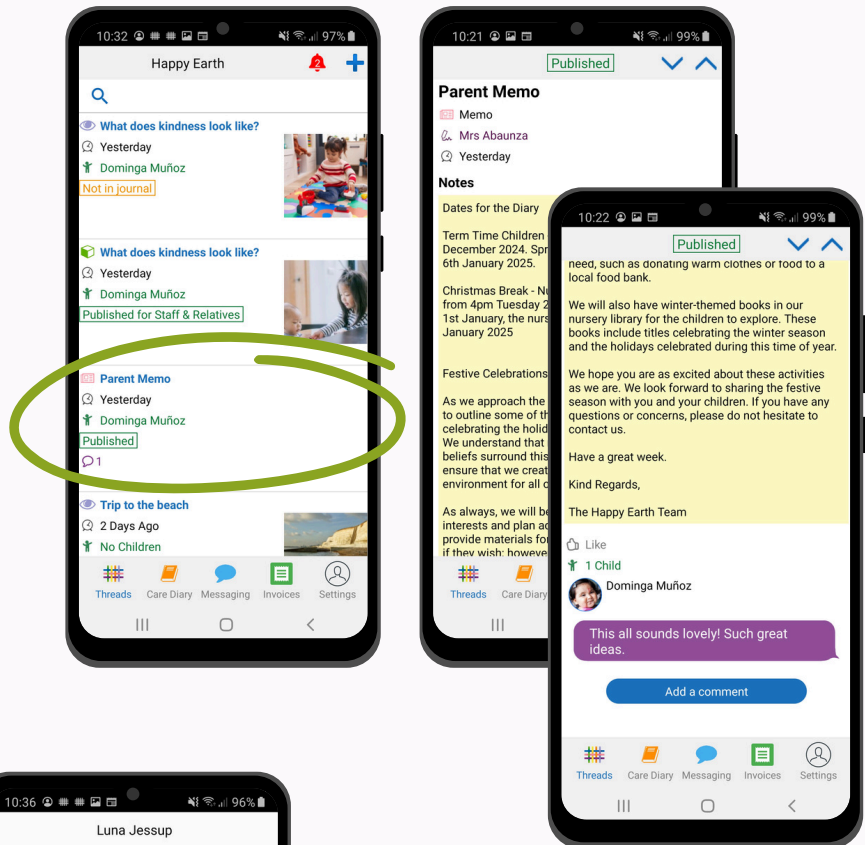 10:32
97%
Happy Earth
2
What does kindness look like?
Yesterday
Dominga Muñoz
Not in journal
What does kindness look like?
Yesterday
Dominga Muñoz
Published for Staff & Relatives
Parent Memo
Yesterday
Dominga Muñoz
Published
1
Trip to the beach
2 Days Ago
No Children
Threads
Care Diary
Messaging
Invoices
Settings
10:21
99%
Published
Parent Memo
Memo
Mrs Abaunza
Yesterday
Notes
Dates for the Diary
Term Time Children
December 2024. Spr
6th January 2025.
Christmas Break - Nu
from 4pm Tuesday 2
1st January, the nurs
January 2025
Festive Celebrations
As we approach the
to outline some of th
celebrating the holid
We understand that
beliefs surround this
ensure that we creat
environment for all c
As always, we will be
interests and plan ac
provide materials for
if they wish; howeve
Threads
Care Diary
10:22
99%
Published
need, such as donating warm clothes or food to a
local food bank.
We will also have winter-themed books in our
nursery library for the children to explore. These
books include titles celebrating the winter season
and the holidays celebrated during this time of year.
We hope you are as excited about these activities
as we are. We look forward to sharing the festive
season with you and your children. If you have any
questions or concerns, please do not hesitate to
contact us.
Have a great week.
Kind Regards,
The Happy Earth Team
Like
1 Child
Dominga Muñoz
This all sounds lovely! Such great
ideas.
Add a comment
Threads
Care Diary
Messaging
Invoices
Settings
10:36
96%
Luna Jessup